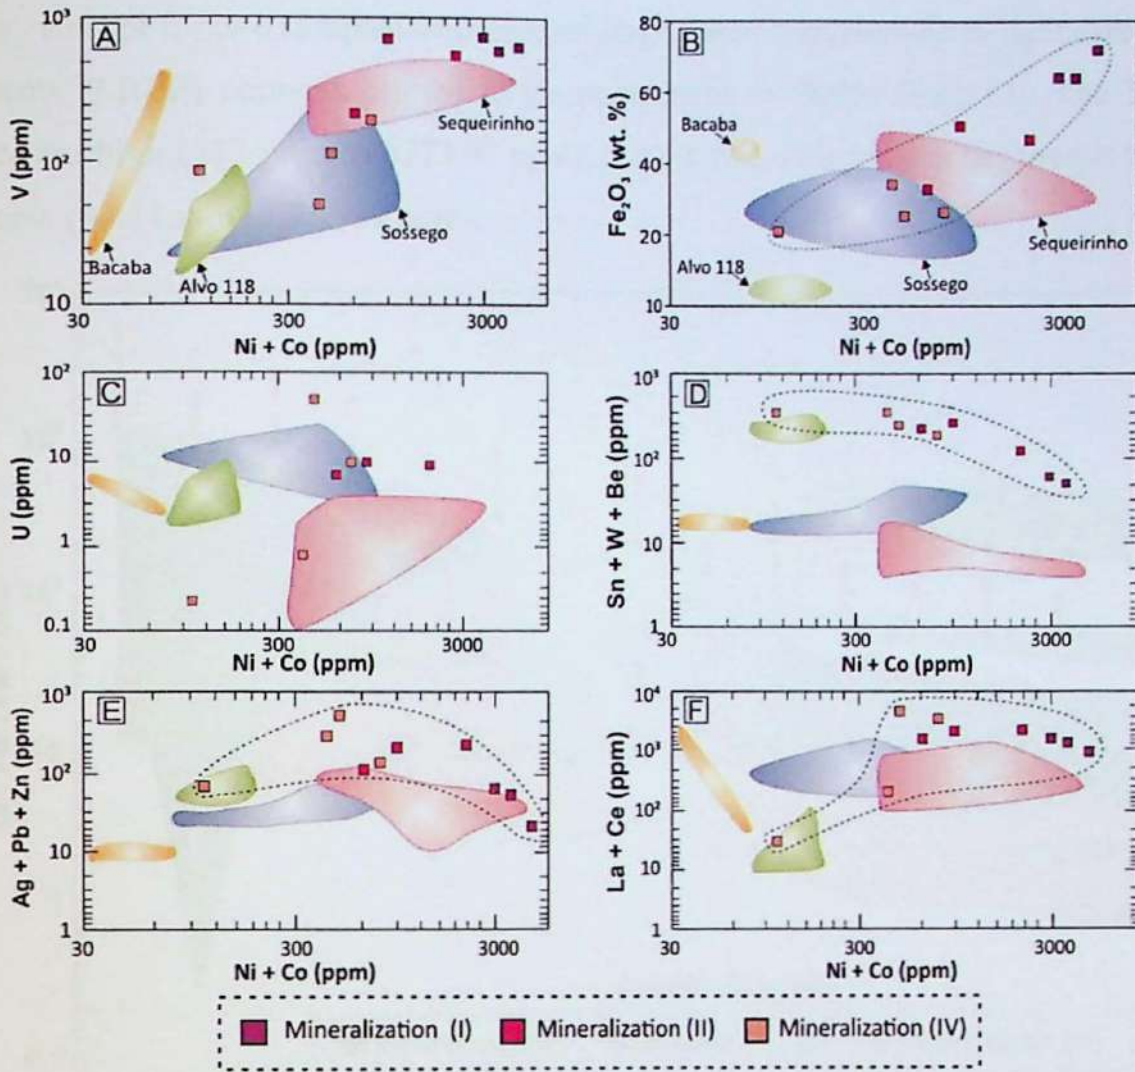 A
V (ppm)
10³
10²
10
30
300
3000
Ni + Co (ppm)
Bacaba
Alvo 118
Sossego
Sequeirinho
B
Fe₂O₃ (wt. %)
80
60
40
20
10
30
300
3000
Ni + Co (ppm)
Bacaba
Alvo 118
Sossego
Sequeirinho
C
U (ppm)
10²
10
1
0.1
30
300
3000
Ni + Co (ppm)
D
Sn + W + Be (ppm)
10³
10²
10
1
30
300
3000
Ni + Co (ppm)
E
Ag + Pb + Zn (ppm)
10³
10²
10
1
30
300
3000
Ni + Co (ppm)
F
La + Ce (ppm)
10⁴
10³
10²
10
1
30
300
3000
Ni + Co (ppm)
Mineralization (I) Mineralization (II) Mineralization (IV)